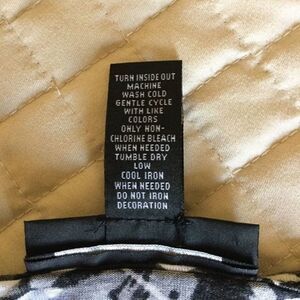 TURN INSIDE OUT
MACHINE
WASH COLD
GENTLE CYCLE
WITH LIKE
COLORS
ONLY NON-
CHLORINE BLEACH
WHEN NEEDED
TUMBLE DRY
LOW
COOL IRON
WHEN NEEDED
DO NOT IRON
DECORATION